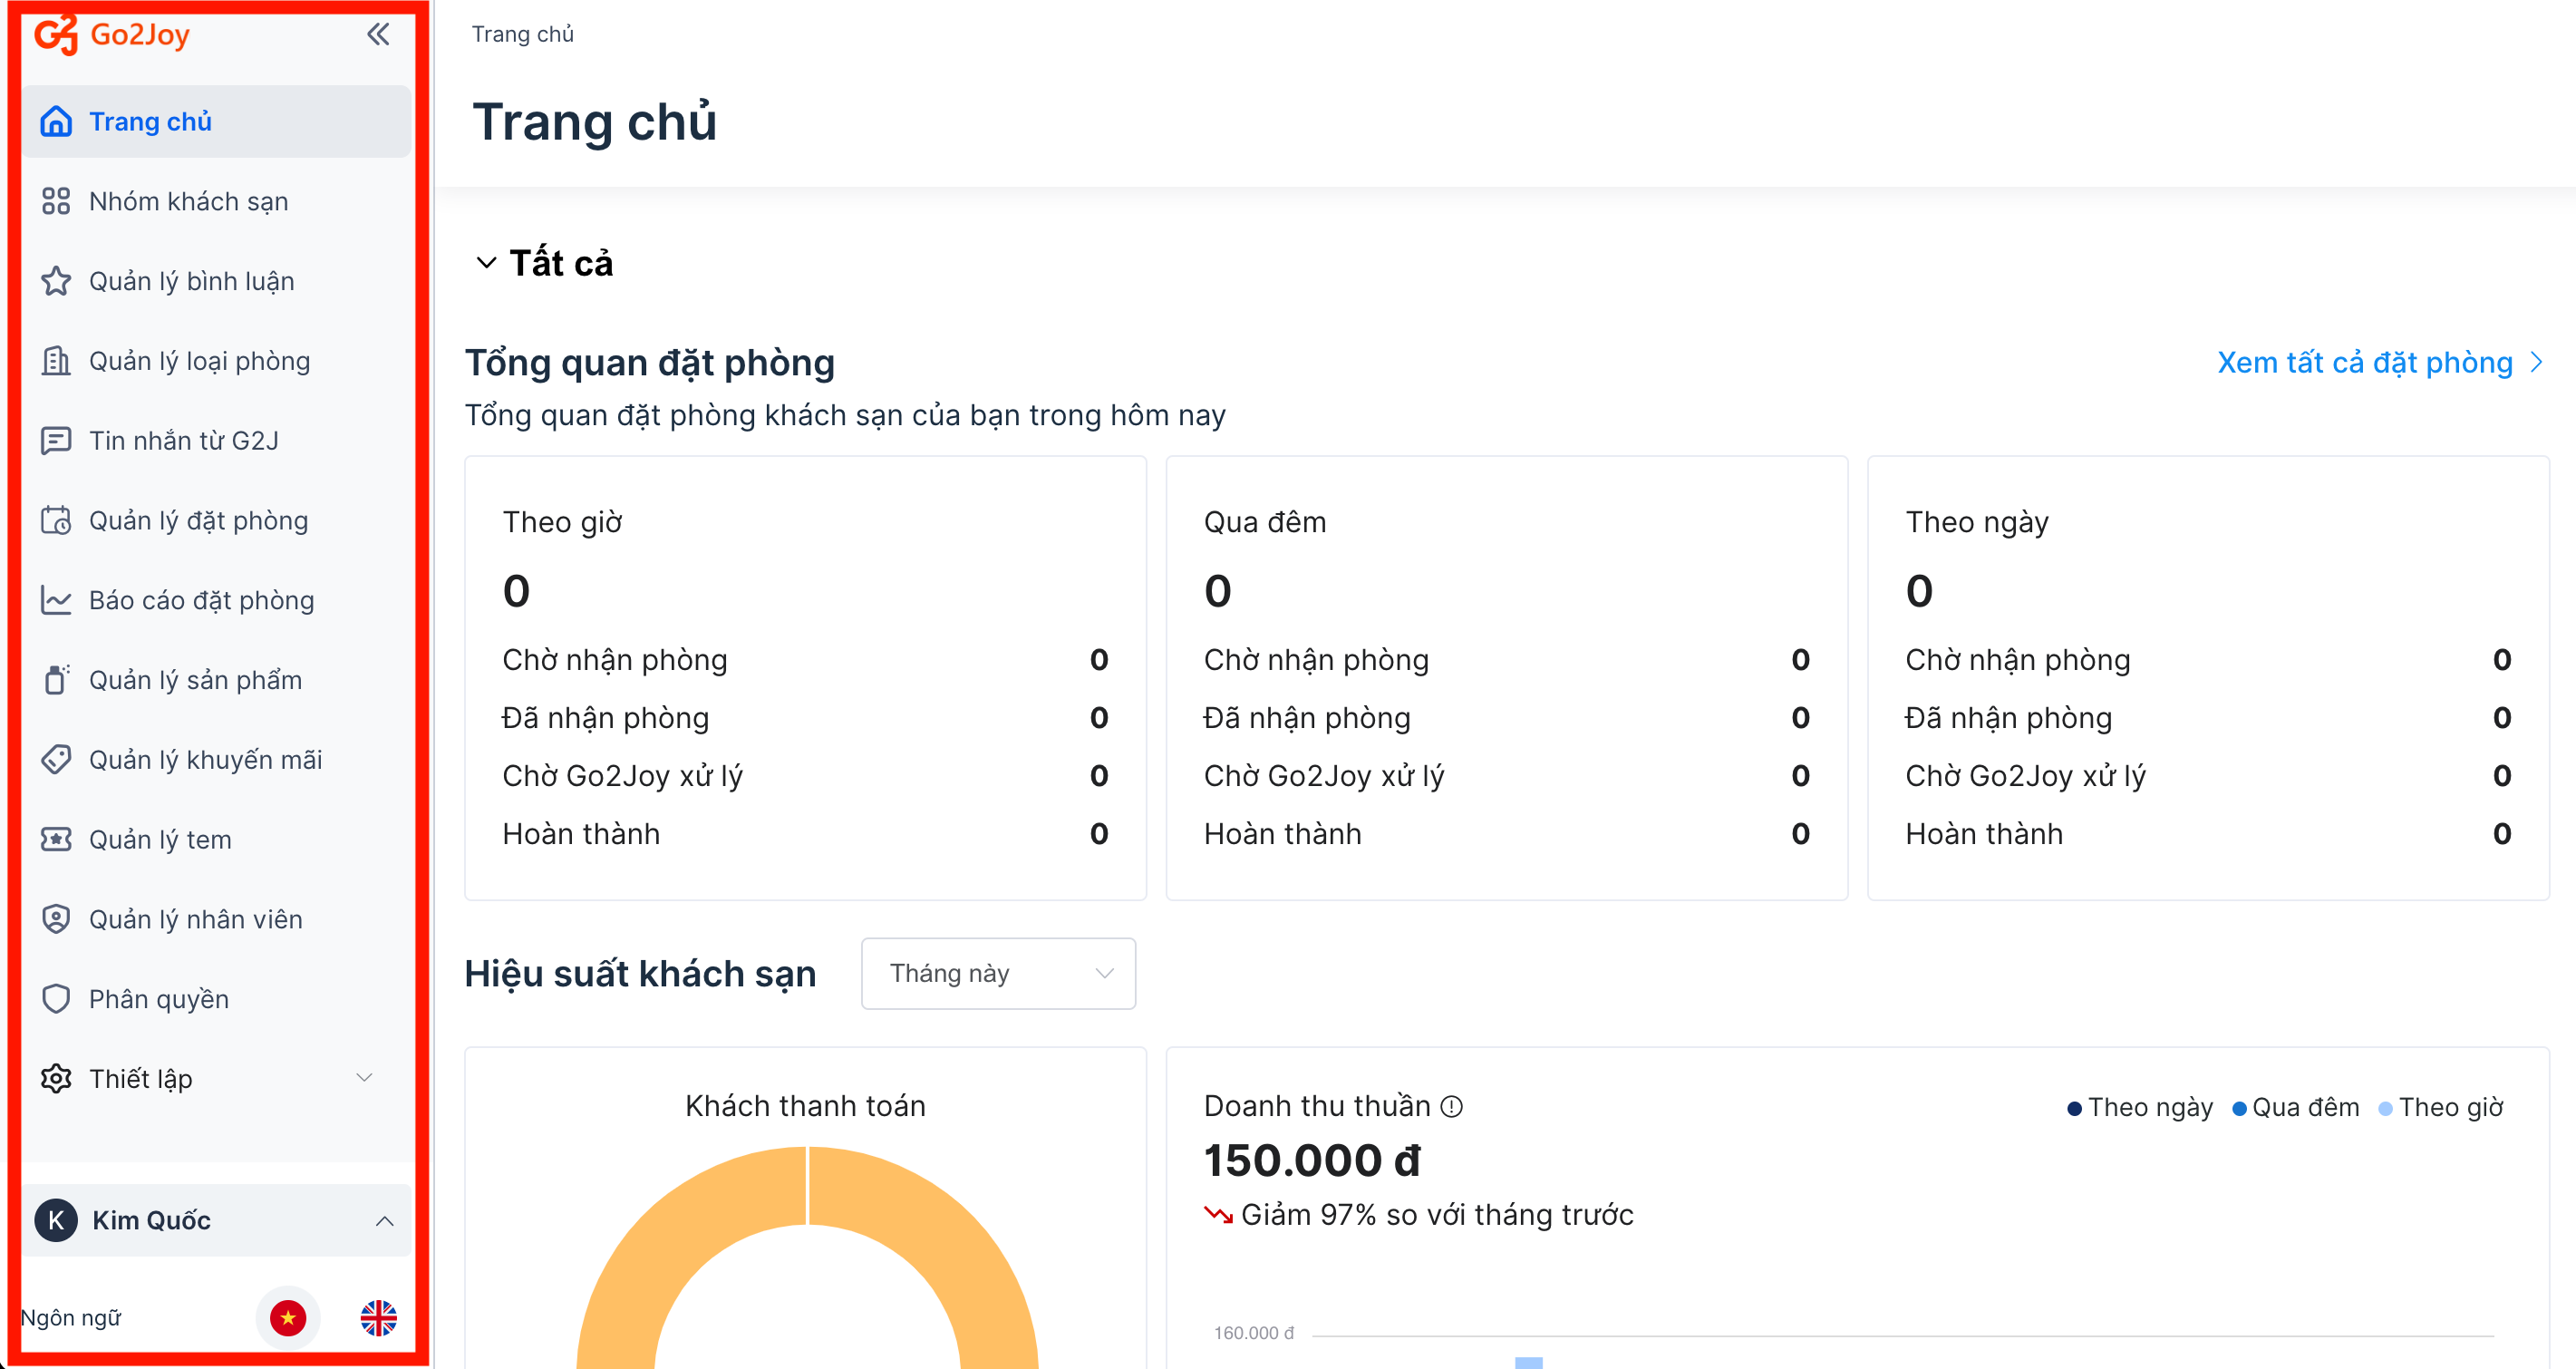 Go2Joy
Trang chủ
Nhóm khách sạn
Quản lý bình luận
Quản lý loại phòng
Tin nhắn từ G2J
Quản lý đặt phòng
Báo cáo đặt phòng
Quản lý sản phẩm
Quản lý khuyến mãi
Quản lý tem
Quản lý nhân viên
Phân quyền
Thiết lập
K Kim Quốc
Ngôn ngữ
Trang chủ
Trang chủ
Tất cả
Tổng quan đặt phòng
Xem tất cả đặt phòng
Tổng quan đặt phòng khách sạn của bạn trong hôm nay
Theo giờ
0
Chờ nhận phòng 0
Đã nhận phòng 0
Chờ Go2Joy xử lý 0
Hoàn thành 0
Qua đêm
0
Chờ nhận phòng 0
Đã nhận phòng 0
Chờ Go2Joy xử lý 0
Hoàn thành 0
Theo ngày
0
Chờ nhận phòng 0
Đã nhận phòng 0
Chờ Go2Joy xử lý 0
Hoàn thành 0
Hiệu suất khách sạn
Tháng này
Khách thanh toán
Doanh thu thuần
Theo ngày Qua đêm Theo giờ
150.000 đ
Giảm 97% so với tháng trước
160.000 đ